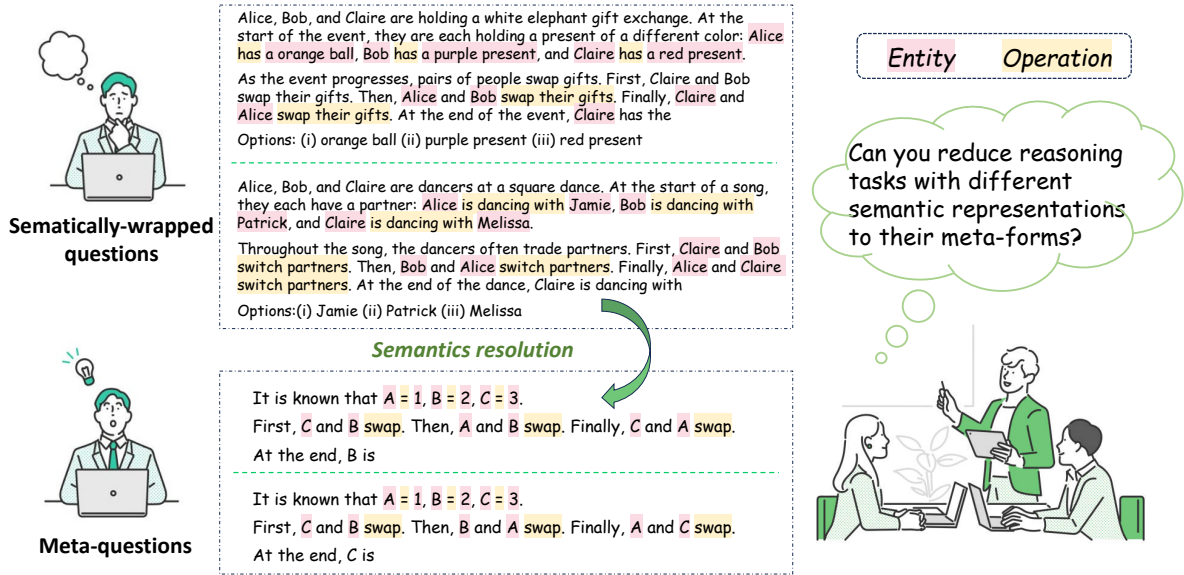 Alice, Bob, and Claire are holding a white elephant gift exchange. At the
start of the event, they are each holding a present of a different color: Alice
has a orange ball, Bob has a purple present, and Claire has a red present.
As the event progresses, pairs of people swap gifts. First, Claire and Bob
swap their gifts. Then, Alice and Bob swap their gifts. Finally, Claire and
Alice swap their gifts. At the end of the event, Claire has the
Options: (i) orange ball (ii) purple present (iii) red present
Alice, Bob, and Claire are dancers at a square dance. At the start of a song,
they each have a partner: Alice is dancing with Jamie, Bob is dancing with
Patrick, and Claire is dancing with Melissa.
Throughout the song, the dancers often trade partners. First, Claire and Bob
switch partners. Then, Bob and Alice switch partners. Finally, Alice and Claire
switch partners. At the end of the dance, Claire is dancing with
Options:(i) Jamie (ii) Patrick (iii) Melissa
Sematically-wrapped
questions
Semantics resolution
It is known that A = 1, B = 2, C = 3.
First, C and B swap. Then, A and B swap. Finally, C and A swap.
At the end, B is
It is known that A = 1, B = 2, C = 3.
First, C and B swap. Then, B and A swap. Finally, A and C swap.
At the end, C is
Meta-questions
Entity Operation
Can you reduce reasoning
tasks with different
semantic representations
to their meta-forms?